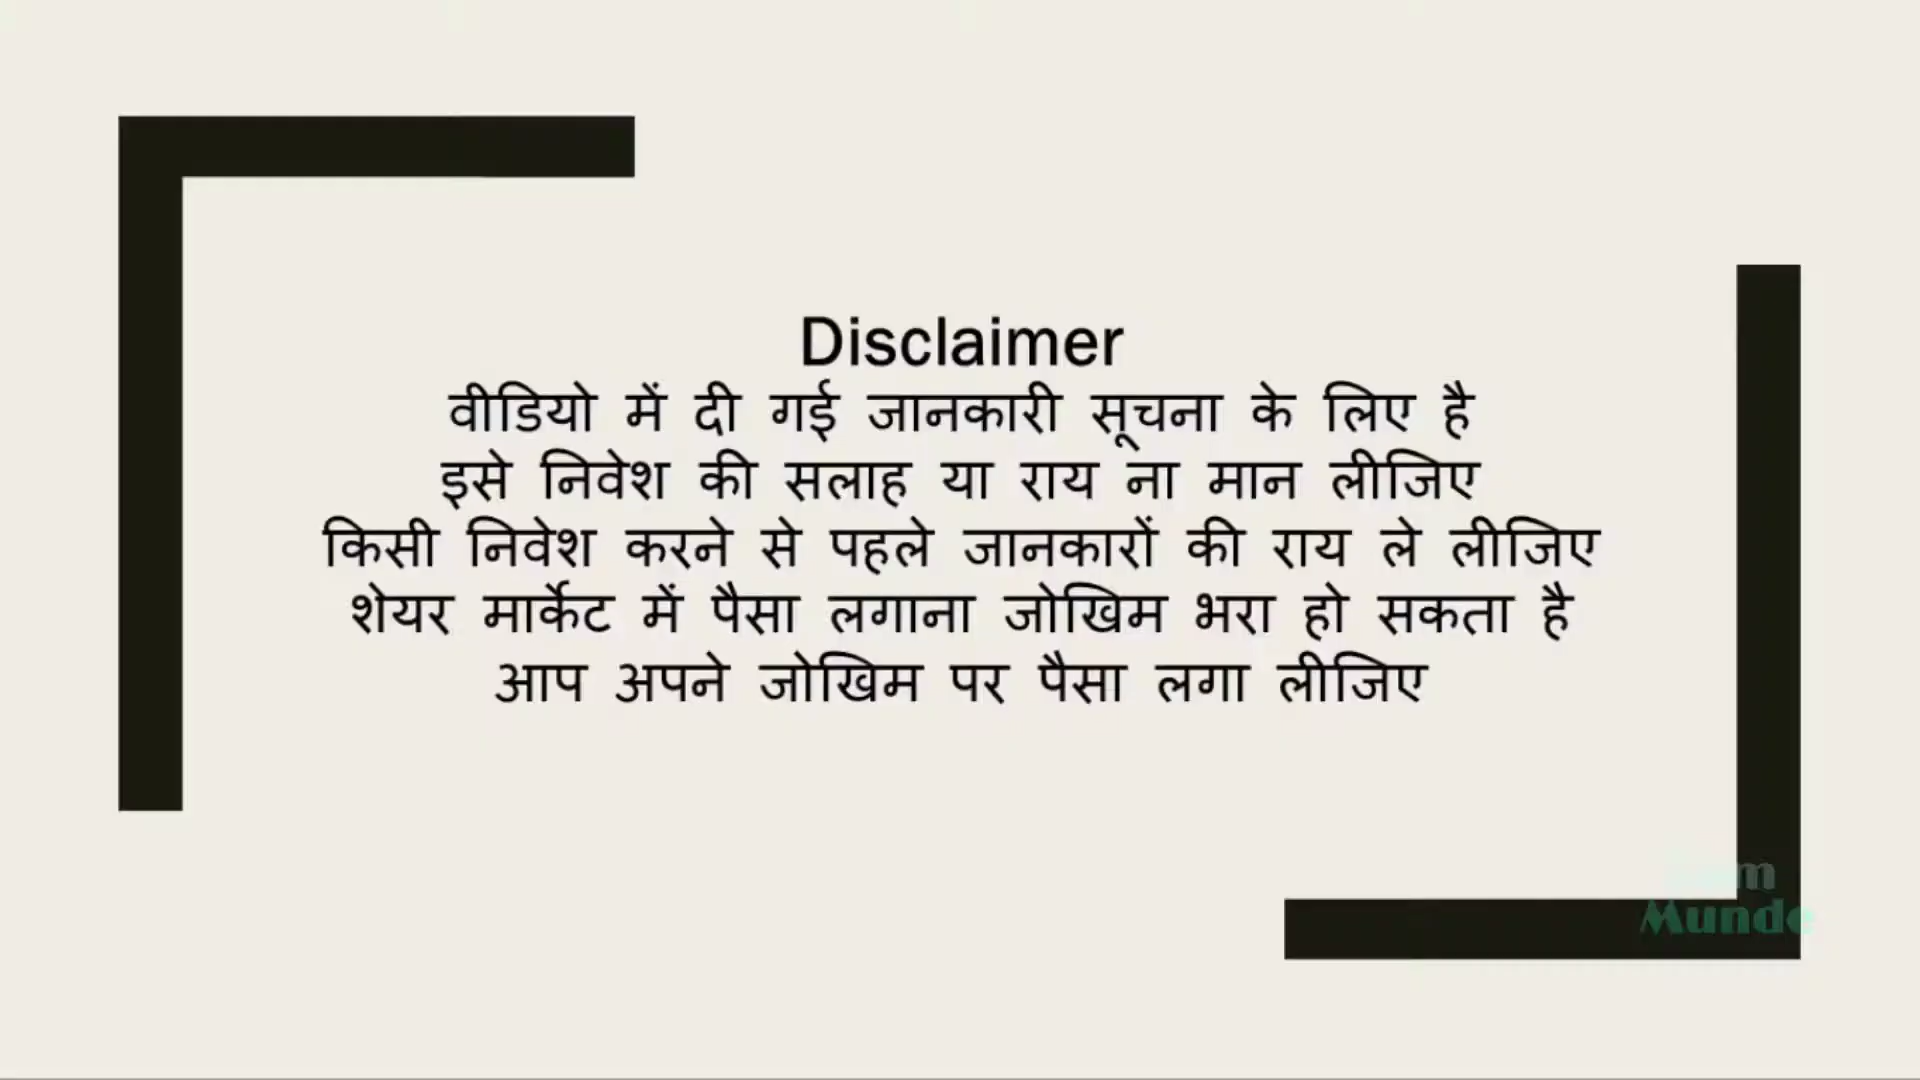 Disclaimer
वीडियो में दी गई जानकारी सूचना के लिए है
इसे निवेश की सलाह या राय ना मान लीजिए
किसी निवेश करने से पहले जानकारों की राय ले लीजिए
शेयर मार्केट में पैसा लगाना जोखिम भरा हो सकता है
आप अपने जोखिम पर पैसा लगा लीजिए
Munde